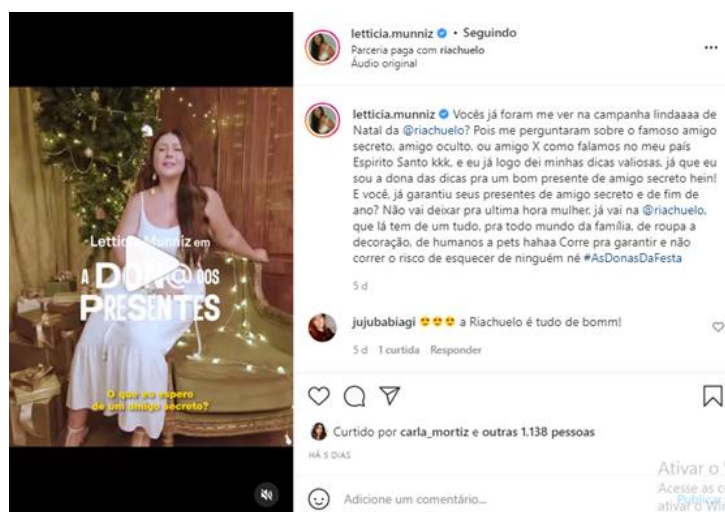 letticia.munniz • Seguindo
Parceria paga com riachuelo
Áudio original
letticia.munniz Vocês já foram me ver na campanha lindaaaa de
Natal da @riachuelo? Pois me perguntaram sobre o famoso amigo
secreto, amigo oculto, ou amigo X como falamos no meu país
Espirito Santo kkk, e eu já logo dei minhas dicas valiosas, já que eu
sou a dona das dicas pra um bom presente de amigo secreto hein!
E você, já garantiu seus presentes de amigo secreto e de fim de
ano? Não vai deixar pra ultima hora mulher, já vai na @riachuelo,
que lá tem de um tudo, pra todo mundo da família, de roupa a
decoração, de humanos a pets hahaa Corre pra garantir e não
correr o risco de esquecer de ninguém né #AsDonasDaFesta
5 d
jujubabiagi 😍😍😍 a Riachuelo é tudo de bomm!
5 d 1 curtida Responder
Curtido por carla_mortiz e outras 1.138 pessoas
HÁ 5 DIAS
Adicione um comentário...
Publicar
Ativar o
Acesse as
ativar o Win
Letticia Munniz em
A DON@ DOS
PRESENTES
O que eu espero
de um amigo secreto?